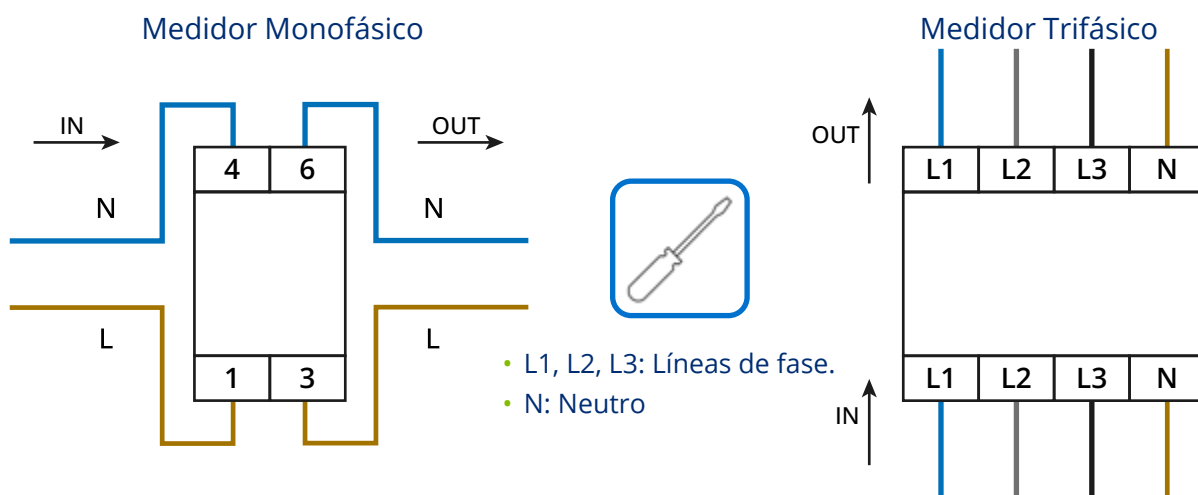 Medidor Monofásico
Medidor Trifásico
IN
OUT
4 6
N
N
L
L
1 3
• L1, L2, L3: Líneas de fase.
• N: Neutro
OUT
L1 L2 L3 N
L1 L2 L3 N
IN